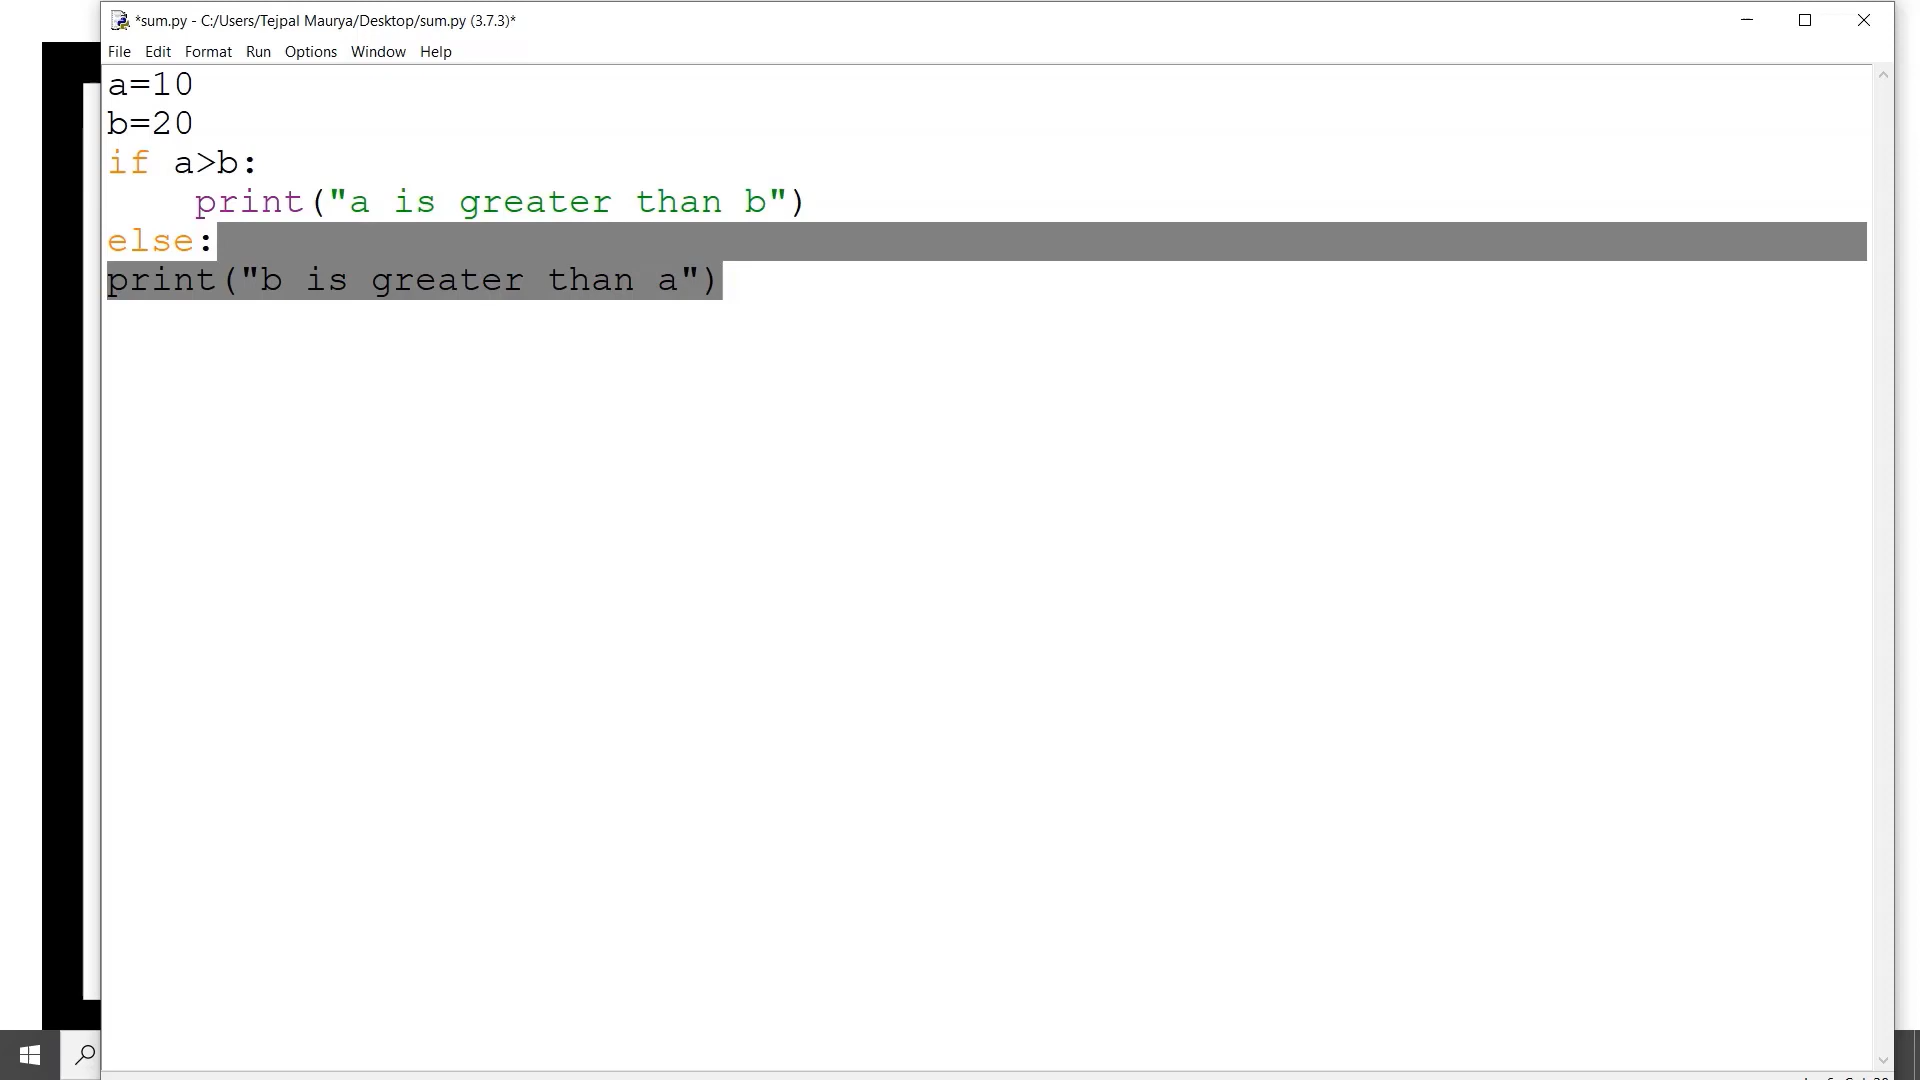 *sum.py - C:/Users/Tejpal Maurya/Desktop/sum.py (3.7.3)*
File Edit Format Run Options Window Help
a=10
b=20
if a>b:
    print("a is greater than b")
else:
print("b is greater than a")